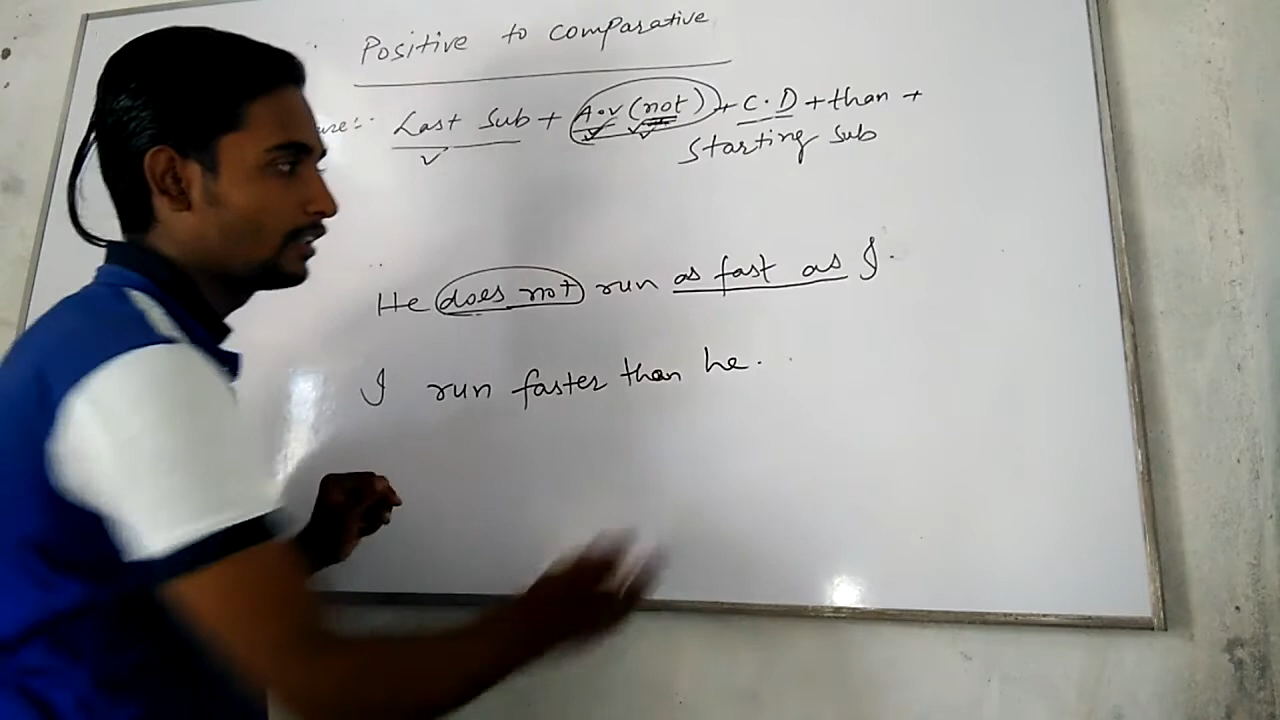 Positive to comparative
ure:- Last Sub + A.V (not) + C.D + than +
Starting Sub
He does not run as fast as I.
I run faster than he.